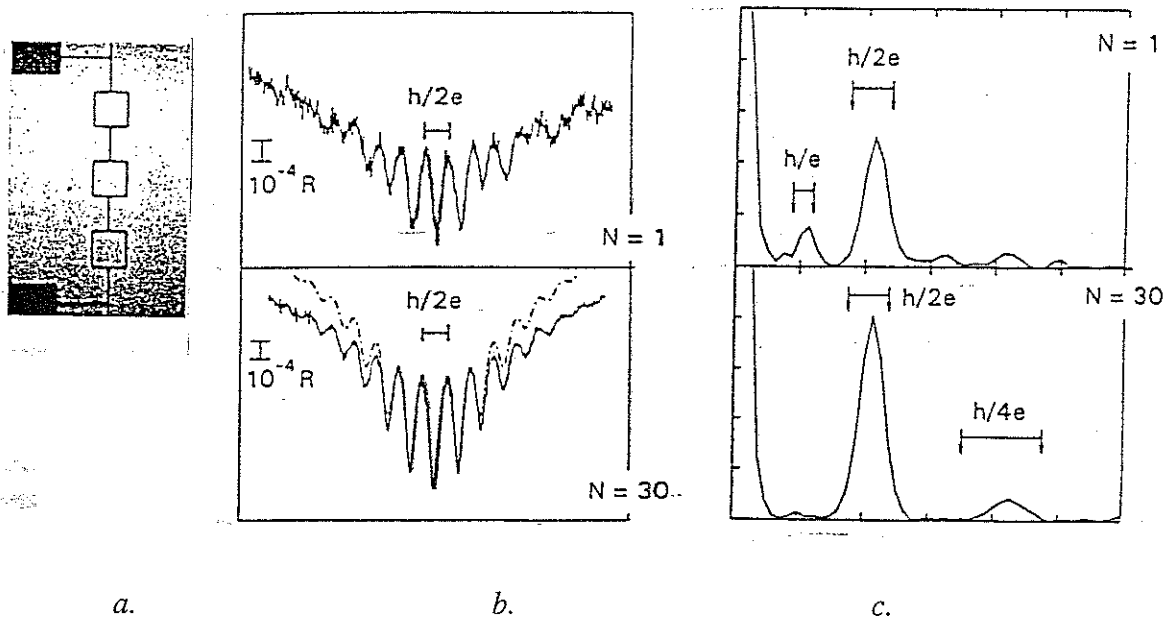 h/2e
10⁻⁴ R
N = 1
h/2e
10⁻⁴ R
N = 30
h/2e
N = 1
h/e
h/2e
N = 30
h/4e
a.
b.
c.